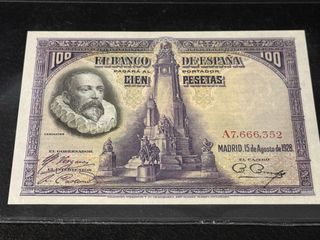 100 EL BANCO DE ESPAÑA 100
PAGARÁ AL PORTADOR
CIEN PESETAS
CERVANTES
A7,666,352
MADRID, 15 de Agosto de 1928
EL GOBERNADOR
EL CAJERO
EL INTERVENTOR